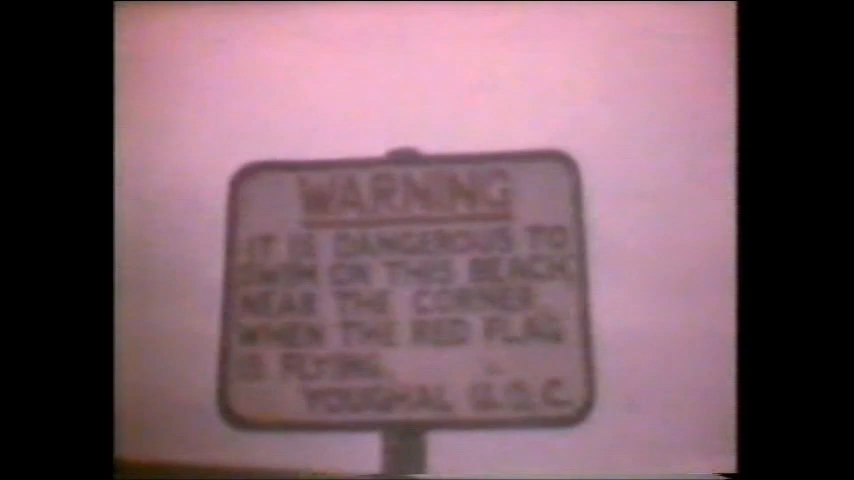 WARNING
IT IS DANGEROUS TO
SWIM ON THIS BEACH
NEAR THE CORNER
WHEN THE RED FLAG
IS FLYING.
YOUGHAL U.D.C.